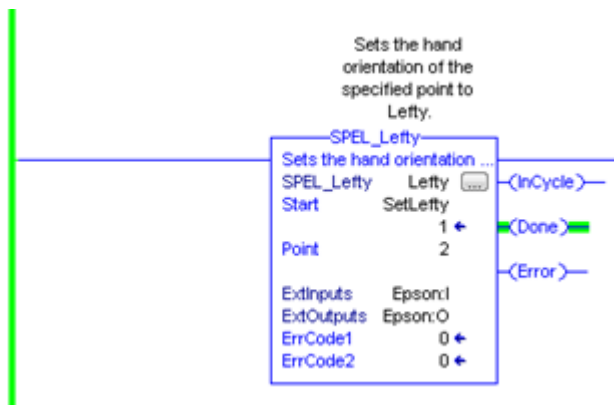 Sets the hand
orientation of the
specified point to
Lefty.
SPEL_Lefty
Sets the hand orientation ...
SPEL_Lefty Lefty ...
(InCycle)
Start SetLefty
1
(Done)
Point 2
(Error)
ExtInputs Epson:I
ExtOutputs Epson:O
ErrCode1 0
ErrCode2 0